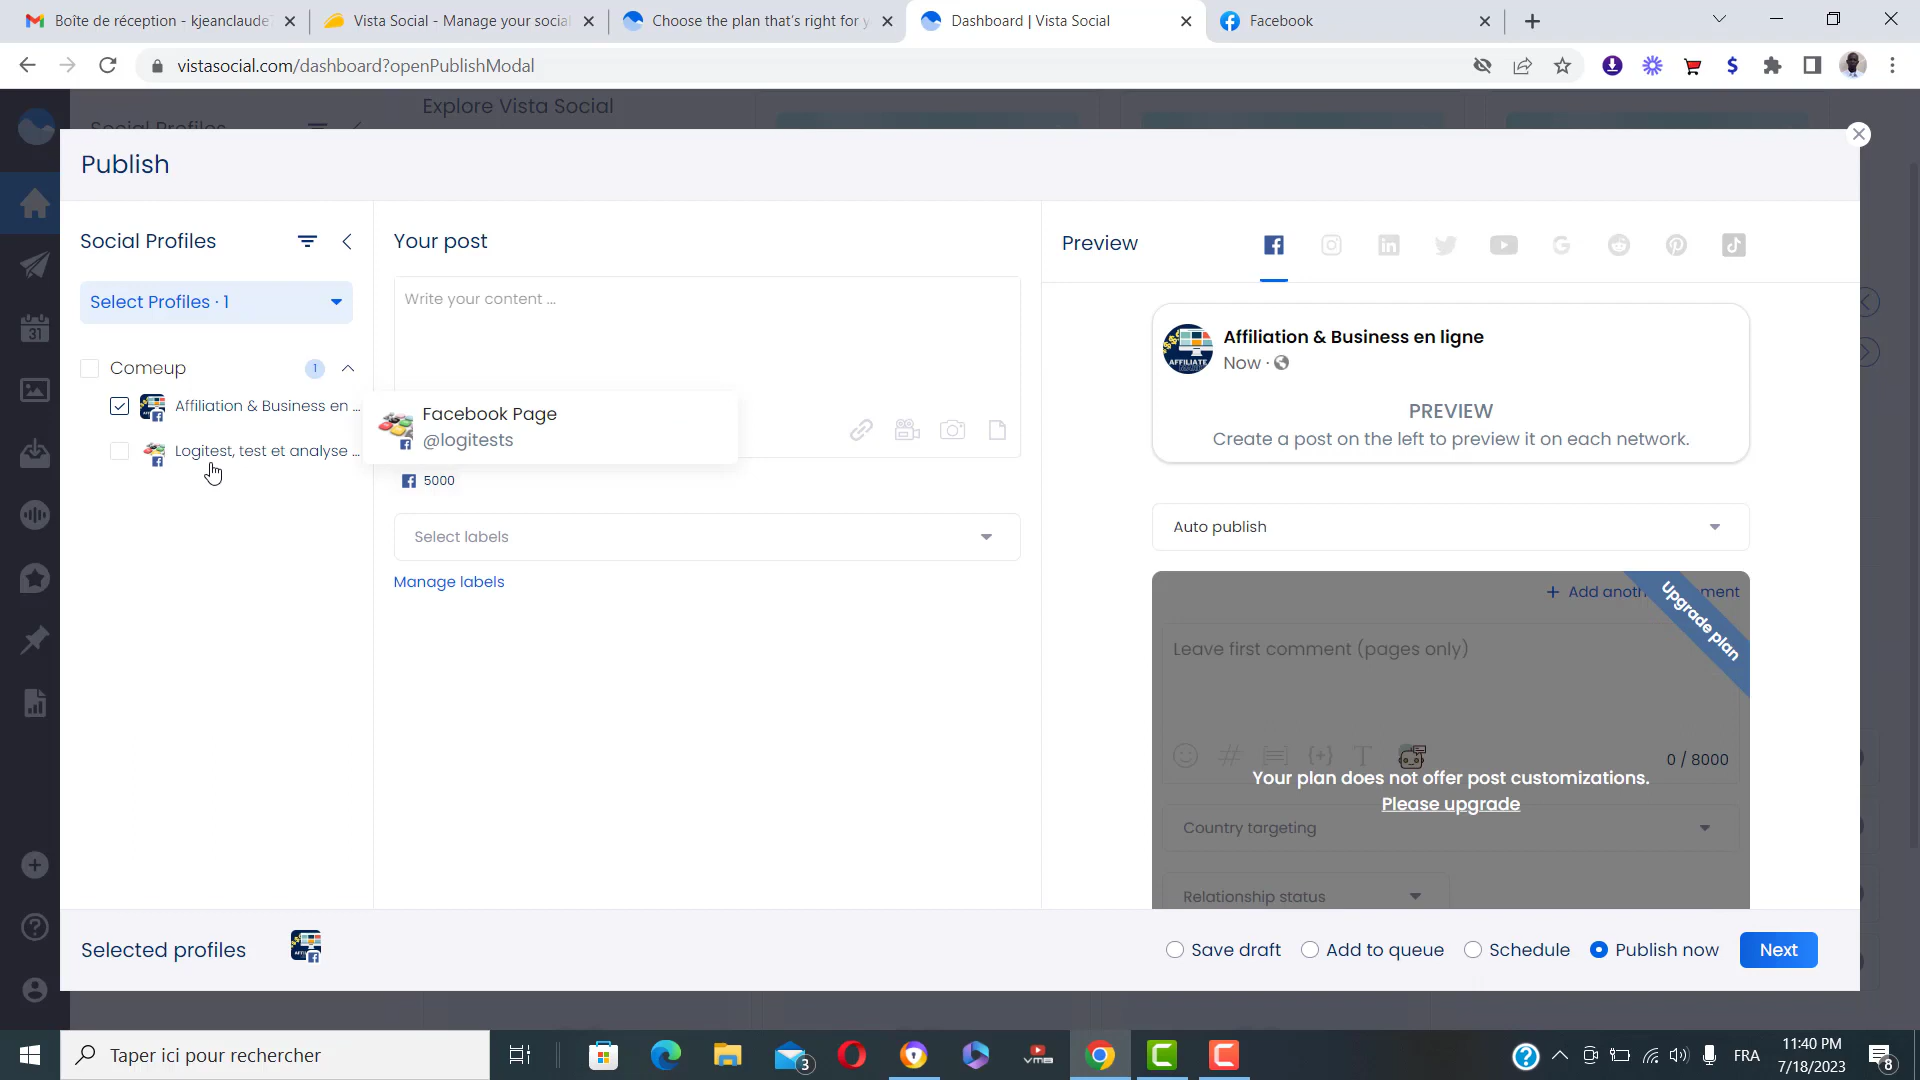 Boîte de réception - kjeanclaude
Vista Social - Manage your social
Choose the plan that's right for
Dashboard | Vista Social
Facebook
vistasocial.com/dashboard?openPublishModal
Explore Vista Social
Social Profiles
Publish
Social Profiles
Select Profiles · 1
Comeup
1
Affiliation & Business en ...
Logitest, test et analyse ...
Your post
Write your content ...
Facebook Page
@logitests
5000
Select labels
Manage labels
Preview
Affiliation & Business en ligne
Now ·
PREVIEW
Create a post on the left to preview it on each network.
Auto publish
Upgrade plan
Leave first comment (pages only)
0 / 8000
Your plan does not offer post customizations.
Please upgrade
Country targeting
Relationship status
Selected profiles
Save draft
Add to queue
Schedule
Publish now
Next
Taper ici pour rechercher
3
FRA
11:40 PM
7/18/2023
8